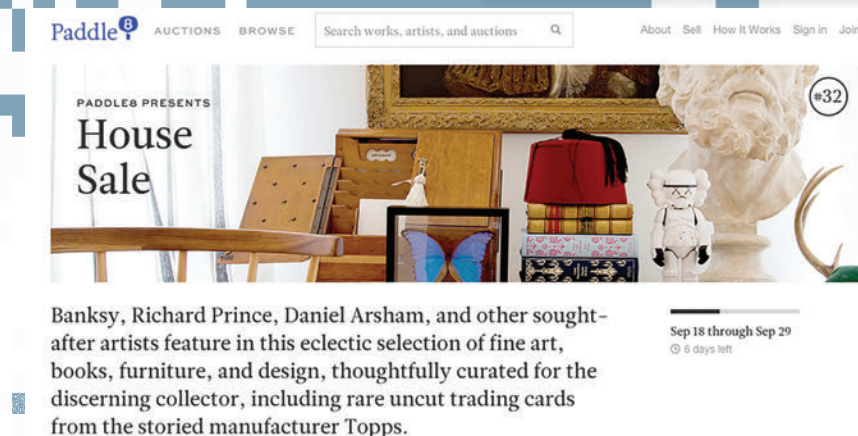 Paddle8 AUCTIONS BROWSE Search works, artists, and auctions About Sell How It Works Sign in Join
#32
PADDLE8 PRESENTS
House
Sale
Banksy, Richard Prince, Daniel Arsham, and other sought-
after artists feature in this eclectic selection of fine art,
books, furniture, and design, thoughtfully curated for the
discerning collector, including rare uncut trading cards
from the storied manufacturer Topps.
Sep 18 through Sep 29
6 days left